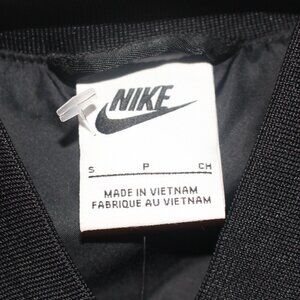 NIKE
S P CH
MADE IN VIETNAM
FABRIQUE AU VIETNAM